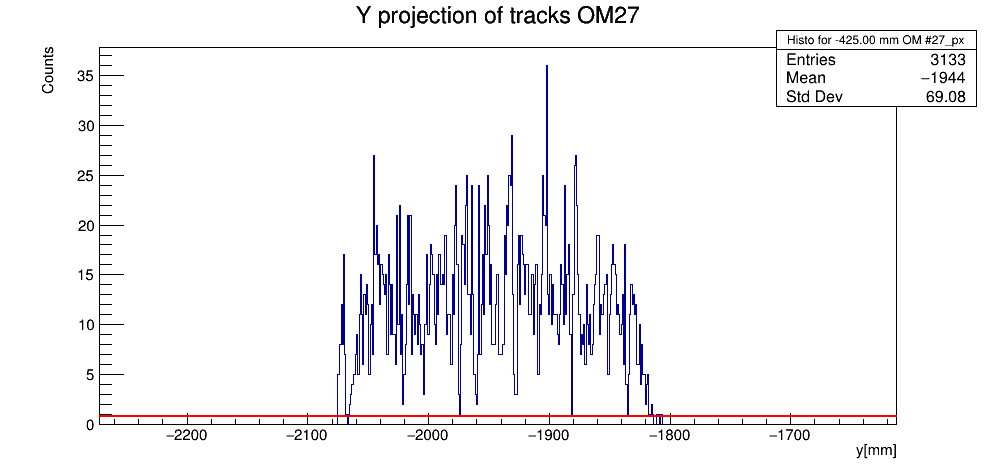 Y projection of tracks OM27
Histo for -425.00 mm OM #27_px
Entries 3133
Mean −1944
Std Dev 69.08
Counts
35
30
25
20
15
10
5
0
−2200 −2100 −2000 −1900 −1800 −1700
y[mm]